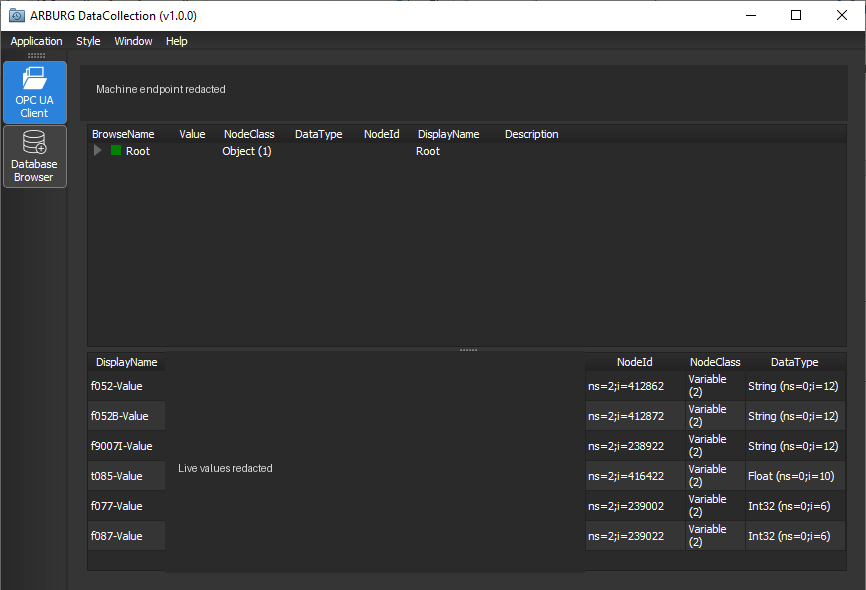 ARBURG DataCollection (v1.0.0)
Application Style Window Help
OPC UA
Client
Database
Browser
Machine endpoint redacted
BrowseName Value NodeClass DataType NodeId DisplayName Description
Root Object (1) Root
DisplayName NodeId NodeClass DataType
f052-Value ns=2;i=412862 Variable (2) String (ns=0;i=12)
f052B-Value ns=2;i=412872 Variable (2) String (ns=0;i=12)
f9007I-Value ns=2;i=238922 Variable (2) String (ns=0;i=12)
Live values redacted
t085-Value ns=2;i=416422 Variable (2) Float (ns=0;i=10)
f077-Value ns=2;i=239002 Variable (2) Int32 (ns=0;i=6)
f087-Value ns=2;i=239022 Variable (2) Int32 (ns=0;i=6)